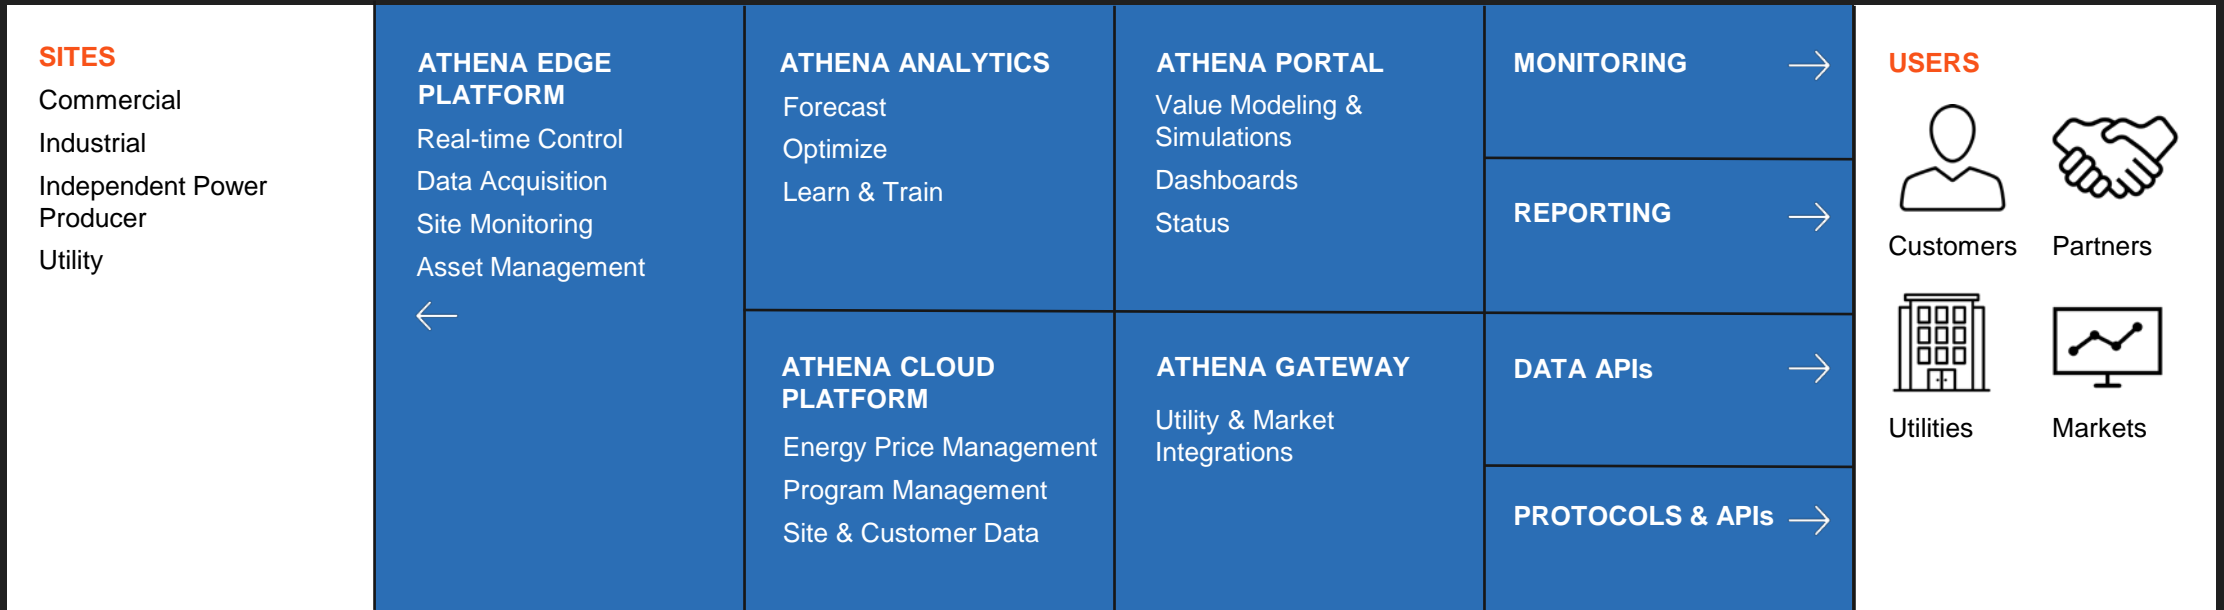 SITES
Commercial
Industrial
Independent Power
Producer
Utility
ATHENA EDGE
PLATFORM
Real-time Control
Data Acquisition
Site Monitoring
Asset Management
ATHENA ANALYTICS
Forecast
Optimize
Learn & Train
ATHENA CLOUD
PLATFORM
Energy Price Management
Program Management
Site & Customer Data
ATHENA PORTAL
Value Modeling &
Simulations
Dashboards
Status
ATHENA GATEWAY
Utility & Market
Integrations
MONITORING
REPORTING
DATA APIs
PROTOCOLS & APIs
USERS
Customers
Partners
Utilities
Markets